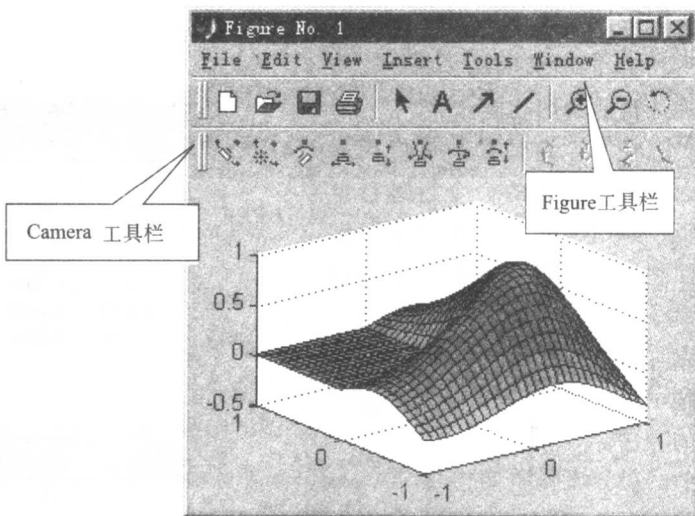 Figure No. 1
File Edit View Insert Tools Window Help
Camera 工具栏
Figure工具栏
1
0.5
0
-0.5
1
0
-1
-1
0
1